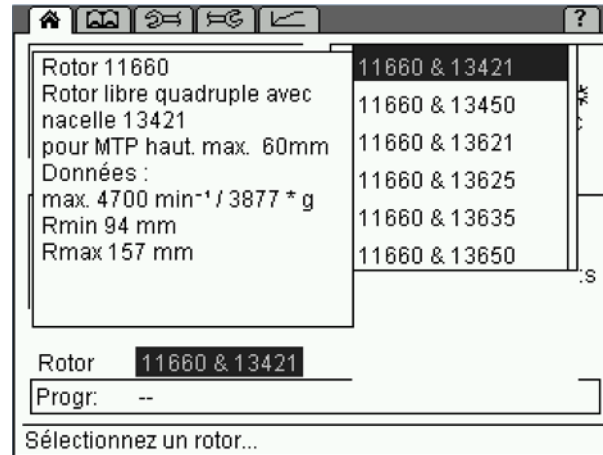 ?
Rotor 11660
Rotor libre quadruple avec
nacelle 13421
pour MTP haut. max. 60mm
Données :
max. 4700 min⁻¹ / 3877 * g
Rmin 94 mm
Rmax 157 mm
11660 & 13421
11660 & 13450
11660 & 13621
11660 & 13625
11660 & 13635
11660 & 13650
Rotor 11660 & 13421
Progr: --
Sélectionnez un rotor...